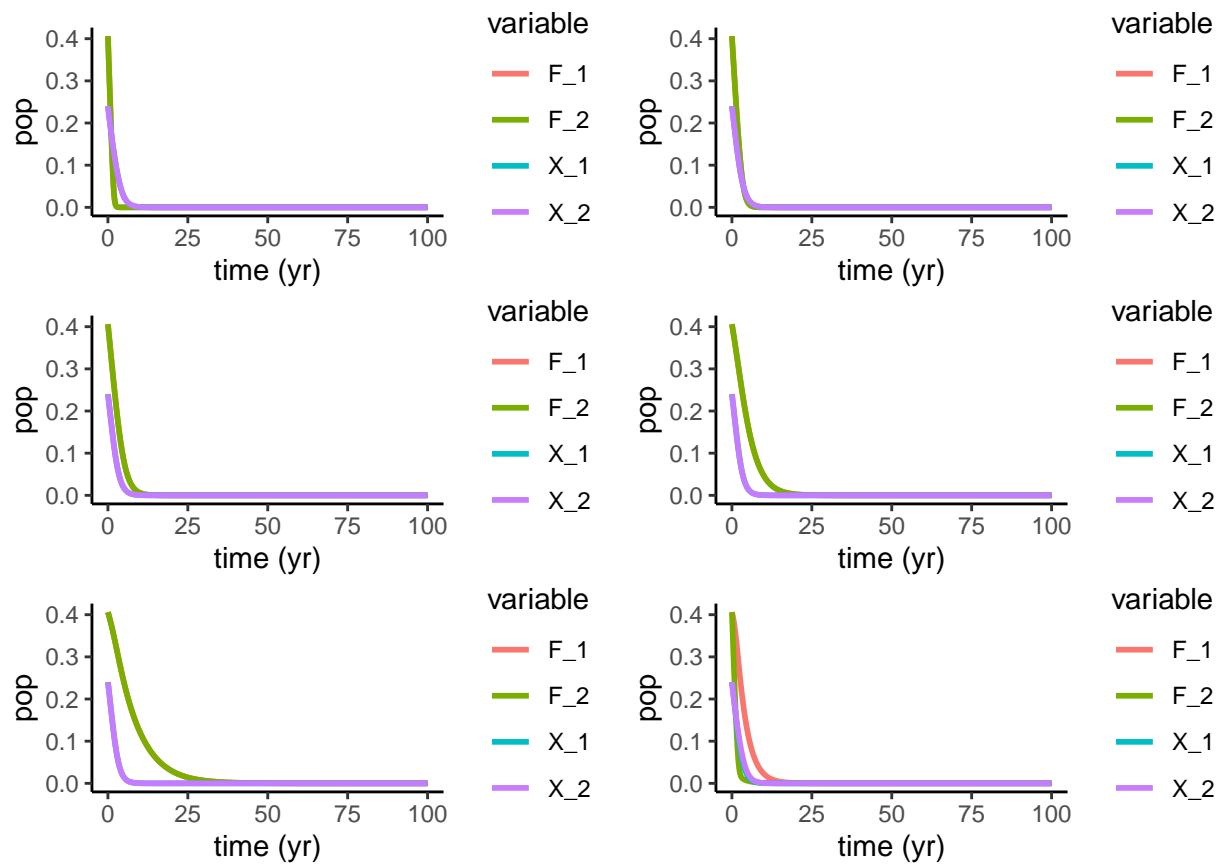 variable
0.4
0.3
0.2
0.1
0.0
pop
0 25 50 75 100
time (yr)
F_1
F_2
X_1
X_2
variable
0.4
0.3
0.2
0.1
0.0
pop
0 25 50 75 100
time (yr)
F_1
F_2
X_1
X_2
variable
0.4
0.3
0.2
0.1
0.0
pop
0 25 50 75 100
time (yr)
F_1
F_2
X_1
X_2
variable
0.4
0.3
0.2
0.1
0.0
pop
0 25 50 75 100
time (yr)
F_1
F_2
X_1
X_2
variable
0.4
0.3
0.2
0.1
0.0
pop
0 25 50 75 100
time (yr)
F_1
F_2
X_1
X_2
variable
0.4
0.3
0.2
0.1
0.0
pop
0 25 50 75 100
time (yr)
F_1
F_2
X_1
X_2